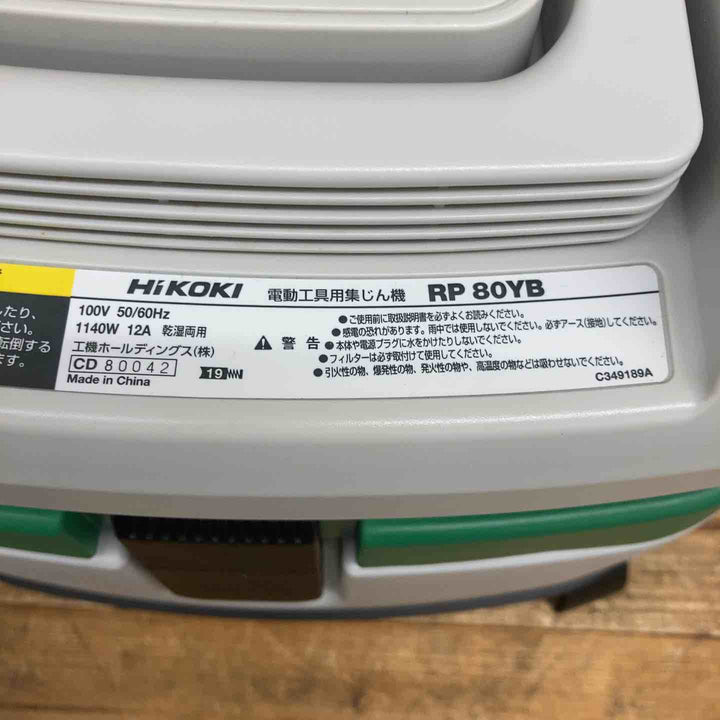 したり、
さい。
転倒する
ます。
HiKOKI 電動工具用集じん機 RP 80YB
100V 50/60Hz
1140W 12A 乾湿両用
工機ホールディングス(株)
CD 80042
Made in China
19
警告
●ご使用前に取扱説明書を必ずよくお読みください。
●感電の恐れがあります。雨中では使用しないでください。必ずアース(接地)してください。
●本体や電源プラグに水をかけたりしないでください。
●フィルターは必ず取付けて使用してください。
●引火性の物、爆発性の物、発火性の物や、高温度の物などは吸わせないでください。
C349189A